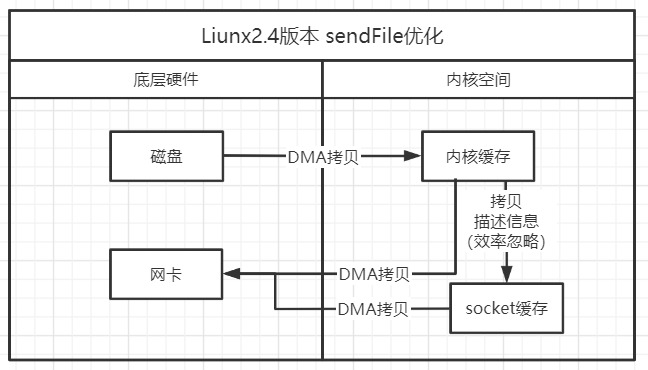 Liunx2.4版本 sendFile优化
底层硬件
内核空间
磁盘
DMA拷贝
内核缓存
拷贝
描述信息
（效率忽略）
网卡
DMA拷贝
DMA拷贝
socket缓存